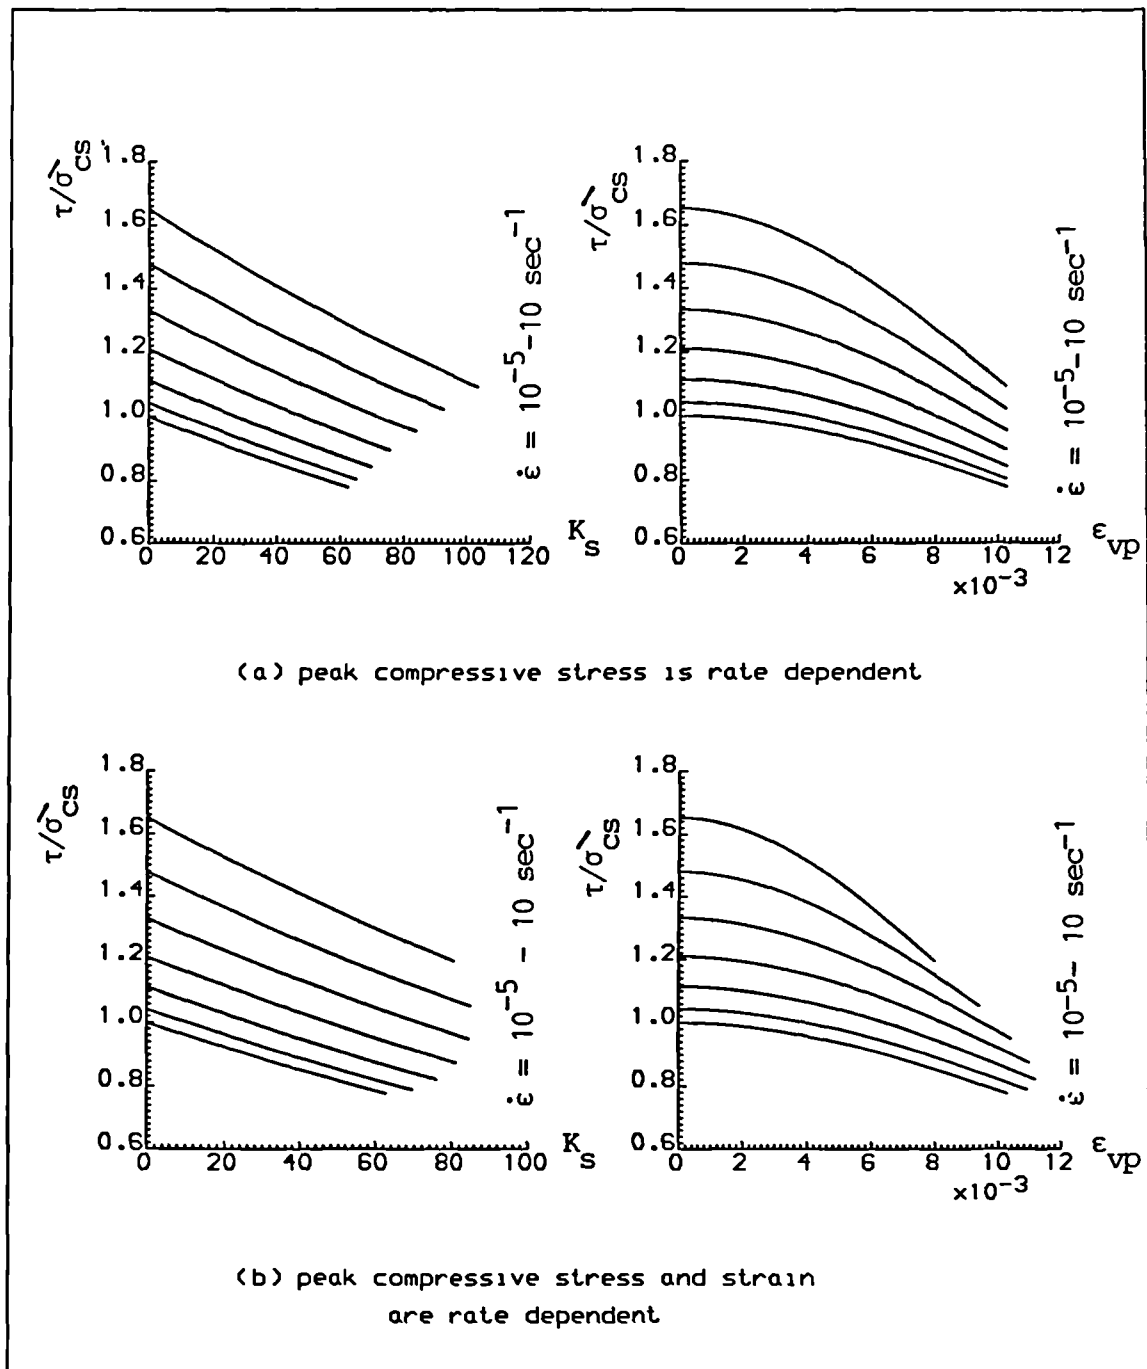 τ/σ̂CS
1.8
1.6
1.4
1.2
1.0
0.8
0.6
0 20 40 60 80 100 120 Ks
ε̇ = 10⁻⁵-10 sec⁻¹
τ/σ̂CS
1.8
1.6
1.4
1.2
1.0
0.8
0.6
0 2 4 6 8 10 12 εvp
×10⁻³
ε̇ = 10⁻⁵-10 sec⁻¹
(a) peak compressive stress is rate dependent
τ/σ̂CS
1.8
1.6
1.4
1.2
1.0
0.8
0.6
0 20 40 60 80 100 Ks
ε̇ = 10⁻⁵ - 10 sec⁻¹
τ/σ̂CS
1.8
1.6
1.4
1.2
1.0
0.8
0.6
0 2 4 6 8 10 12 εvp
×10⁻³
ε̇ = 10⁻⁵- 10 sec⁻¹
(b) peak compressive stress and strain
are rate dependent